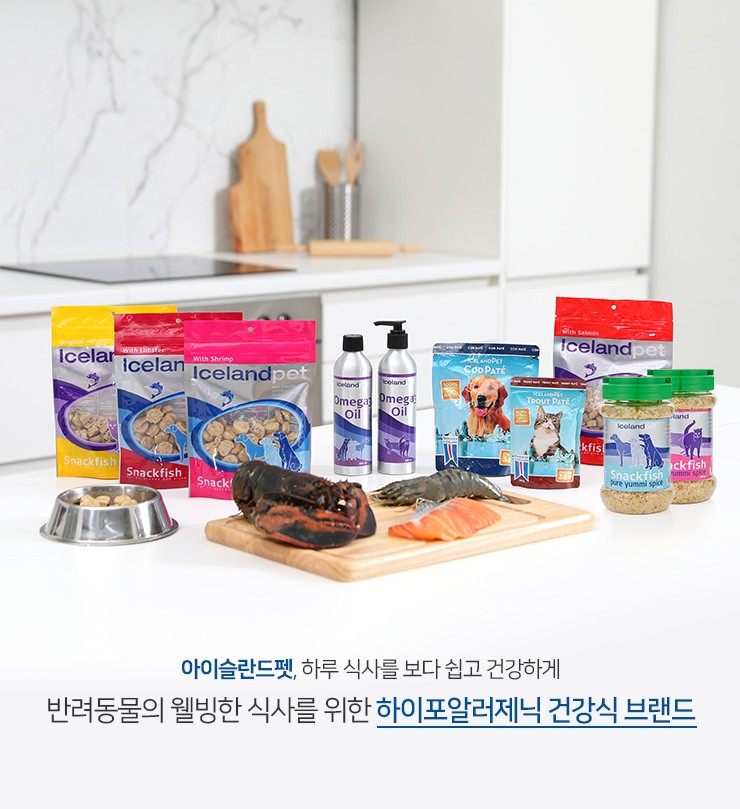 Original
Iceland
Snackfish
With Lobster
Iceland
Snackfish
With Shrimp
Icelandpet
Snackfish
Iceland
Omega3
Oil
Iceland
Omega3
Oil
ICELANDPET
COD PATÉ
ICELANDPET
TROUT PATÉ
With Salmon
Icelandpet
Iceland
Snackfish
pure yummi spice
Iceland
Snackfish
yummi spice
아이슬란드펫, 하루 식사를 보다 쉽고 건강하게
반려동물의 웰빙한 식사를 위한 하이포알러제닉 건강식 브랜드